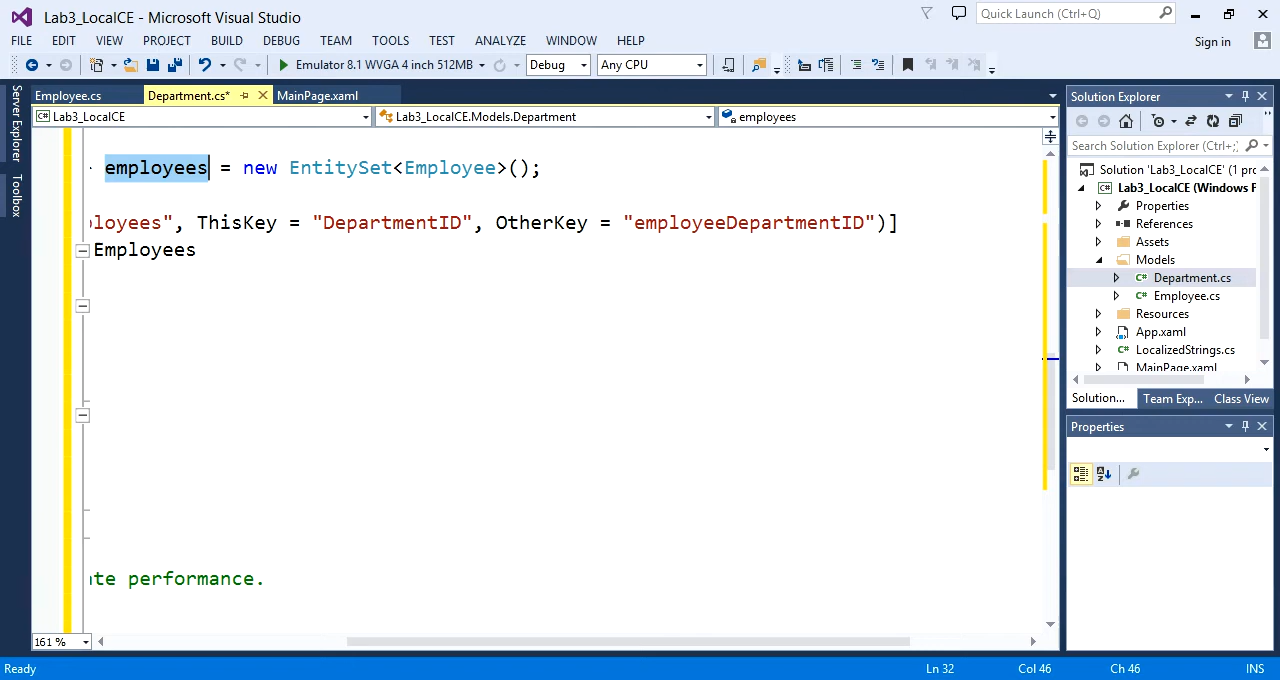 Lab3_LocalCE - Microsoft Visual Studio
Quick Launch (Ctrl+Q)
FILE EDIT VIEW PROJECT BUILD DEBUG TEAM TOOLS TEST ANALYZE WINDOW HELP
Sign in
Emulator 8.1 WVGA 4 inch 512MB
Debug
Any CPU
Server Explorer
Toolbox
Employee.cs
Department.cs*
MainPage.xaml
Lab3_LocalCE
Lab3_LocalCE.Models.Department
employees
employees = new EntitySet<Employee>();
ployees", ThisKey = "DepartmentID", OtherKey = "employeeDepartmentID")]
Employees
ate performance.
161 %
Solution Explorer
Search Solution Explorer (Ctrl+;)
Solution 'Lab3_LocalCE' (1 prc
Lab3_LocalCE (Windows P
Properties
References
Assets
Models
Department.cs
Employee.cs
Resources
App.xaml
LocalizedStrings.cs
MainPage.xaml
Solution...
Team Exp...
Class View
Properties
Ready
Ln 32
Col 46
Ch 46
INS